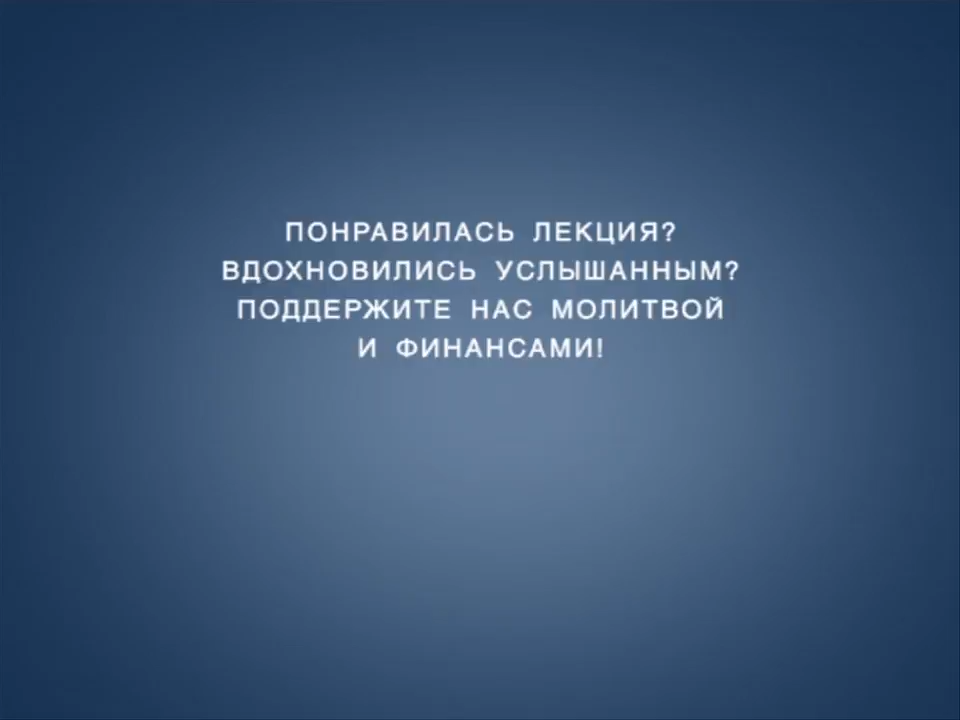 ПОНРАВИЛАСЬ ЛЕКЦИЯ?
ВДОХНОВИЛИСЬ УСЛЫШАННЫМ?
ПОДДЕРЖИТЕ НАС МОЛИТВОЙ
И ФИНАНСАМИ!